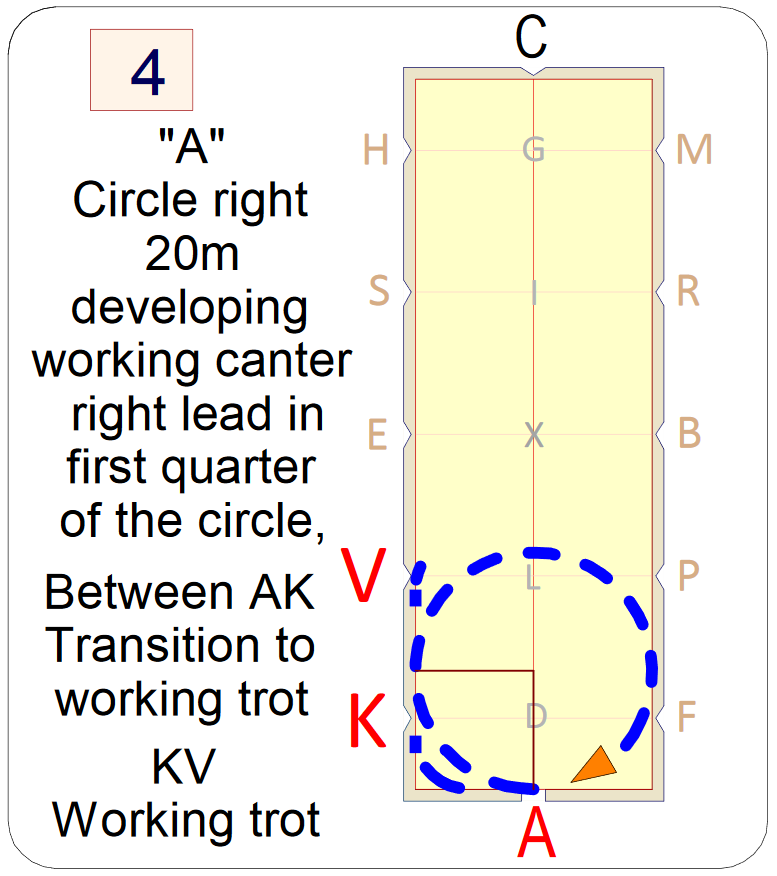 4
"A"
Circle right
20m
developing
working canter
right lead in
first quarter
of the circle,
Between AK
Transition to
working trot
KV
Working trot
C
H G M
S I R
E X B
V L P
K D F
A